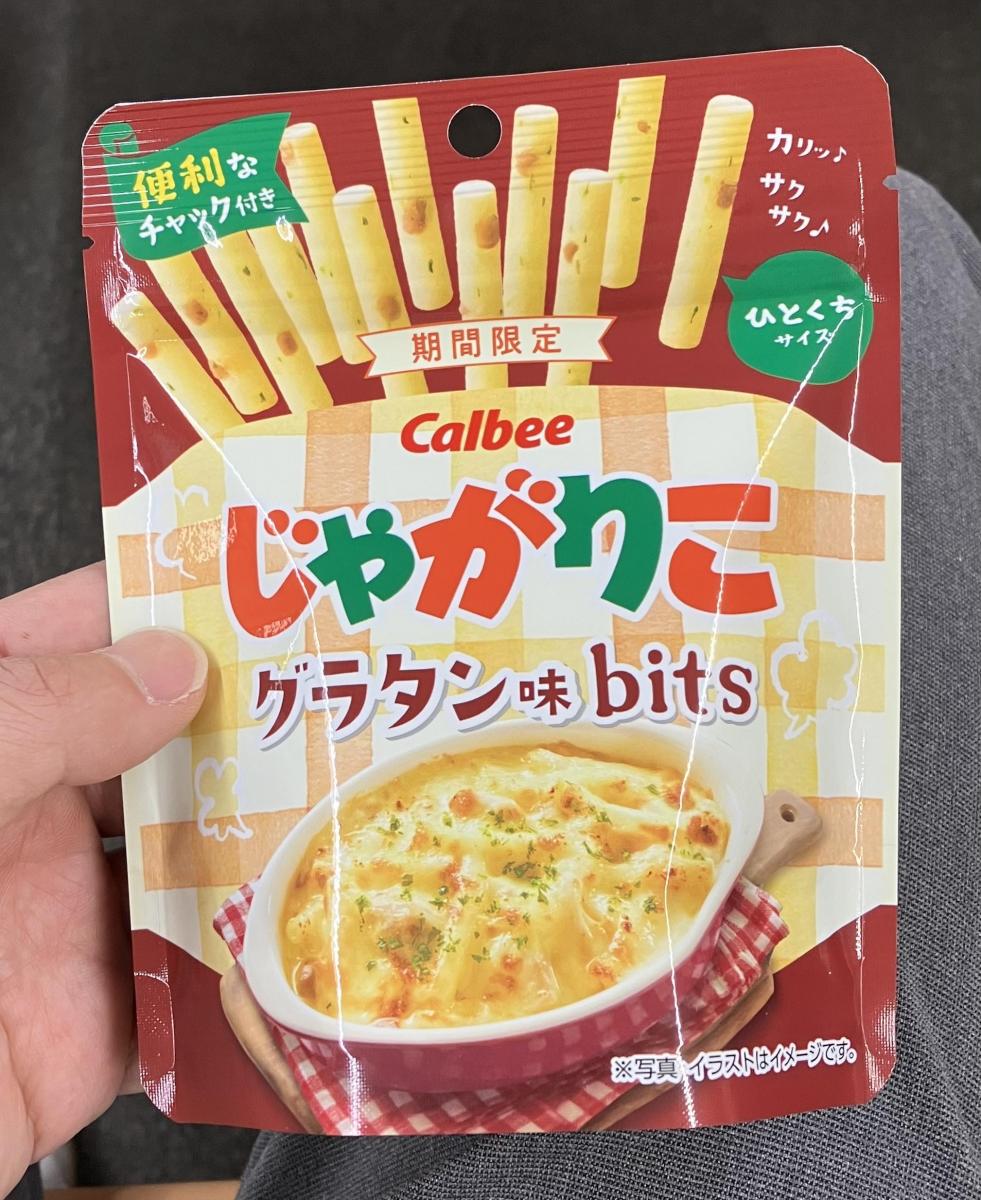 便利な
チャック付き
カリッ♪
サク
サク♪
ひとくち
サイズ
期間限定
Calbee
じゃがりこ
グラタン味 bits
※写真・イラストはイメージです。